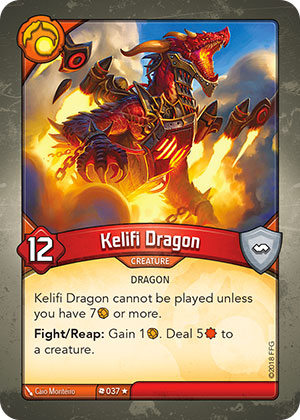 Kelifi Dragon
12
CREATURE
DRAGON
Kelifi Dragon cannot be played unless
you have 7 or more.
Fight/Reap: Gain 1. Deal 5 to
a creature.
Caio Monteiro
037
©2018 FFG